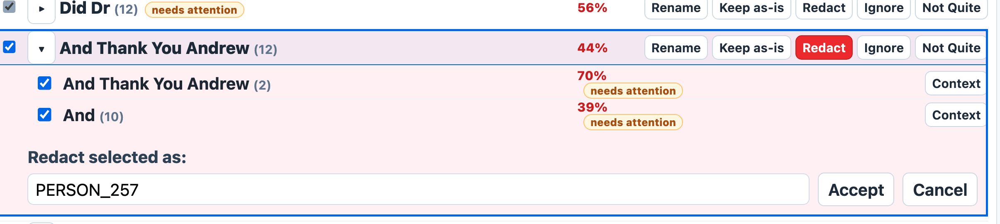 Did Dr (12) needs attention 56% Rename Keep as-is Redact Ignore Not Quite
And Thank You Andrew (12) 44% Rename Keep as-is Redact Ignore Not Quite
And Thank You Andrew (2) 70% needs attention Context
And (10) 39% needs attention Context
Redact selected as:
PERSON_257 Accept Cancel